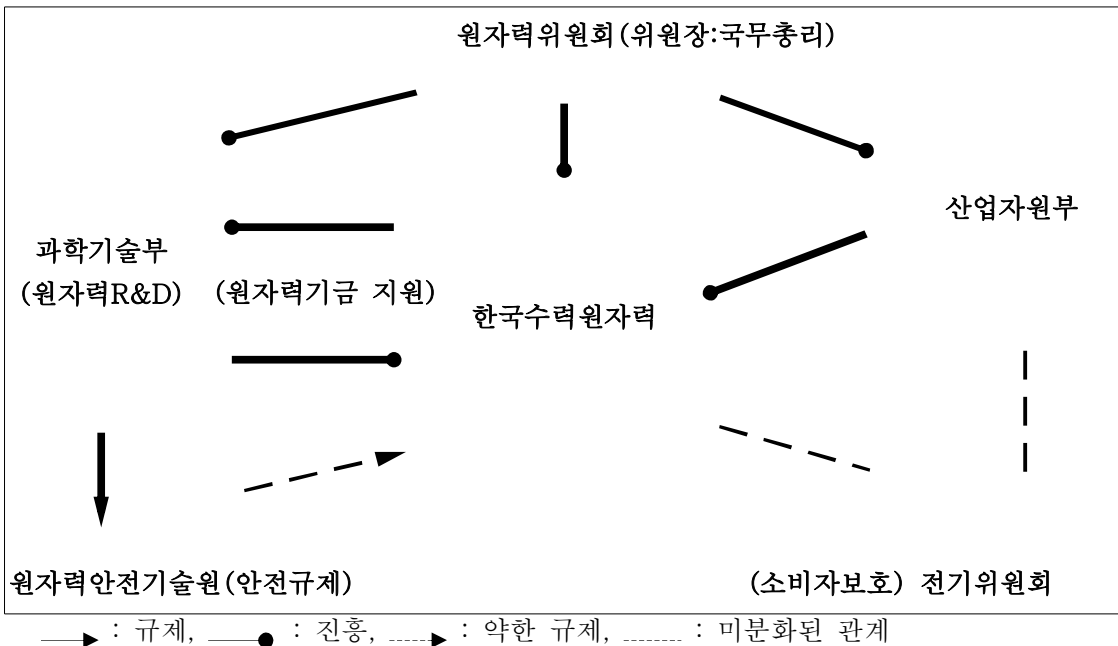 원자력위원회(위원장:국무총리)
산업자원부
과학기술부
(원자력R&D) (원자력기금 지원)
한국수력원자력
원자력안전기술원(안전규제) (소비자보호) 전기위원회
: 규제, : 진흥, : 약한 규제, : 미분화된 관계